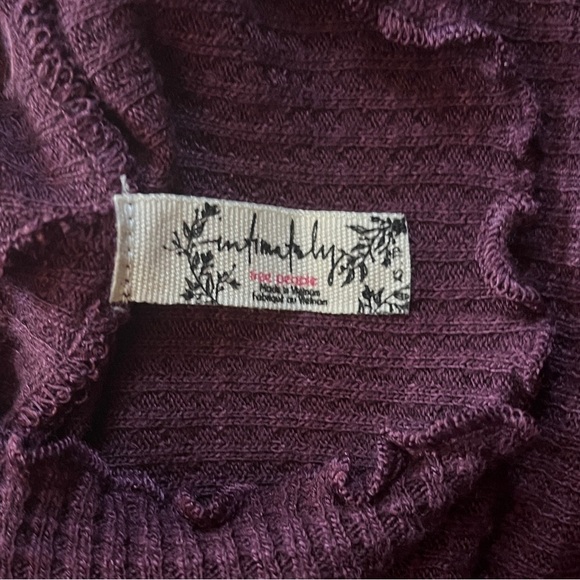 intimately
free people
Made in Vietnam
Fabriqué au Vietnam